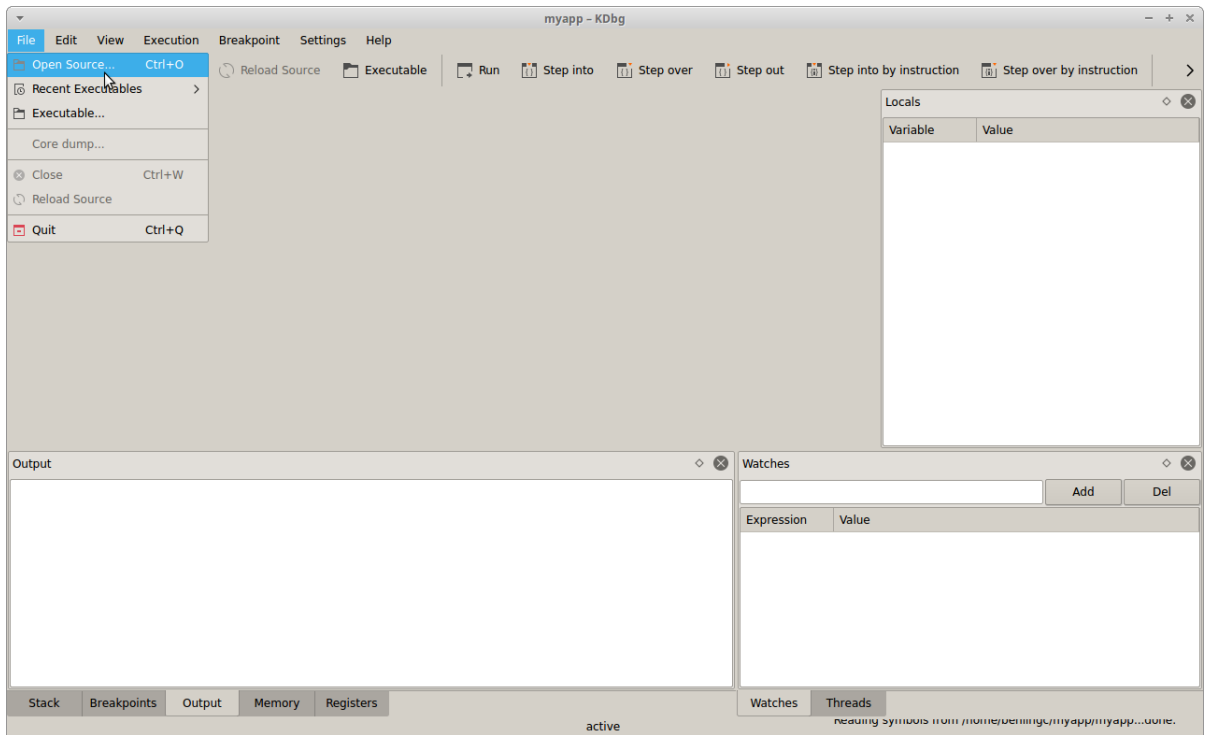 myapp – KDbg
File Edit View Execution Breakpoint Settings Help
Open Source... Ctrl+O
Reload Source Executable Run Step into Step over Step out Step into by instruction Step over by instruction
Recent Executables
Executable...
Core dump...
Close Ctrl+W
Reload Source
Quit Ctrl+Q
Locals
Variable Value
Output
Watches
Add Del
Expression Value
Stack Breakpoints Output Memory Registers
Watches Threads
active
Reading symbols from /home/behlingc/myapp/myapp...done.